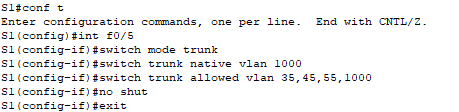 S1#conf t
Enter configuration commands, one per line.  End with CNTL/Z.
S1(config)#int f0/5
S1(config-if)#switch mode trunk
S1(config-if)#switch trunk native vlan 1000
S1(config-if)#switch trunk allowed vlan 35,45,55,1000
S1(config-if)#no shut
S1(config-if)#exit